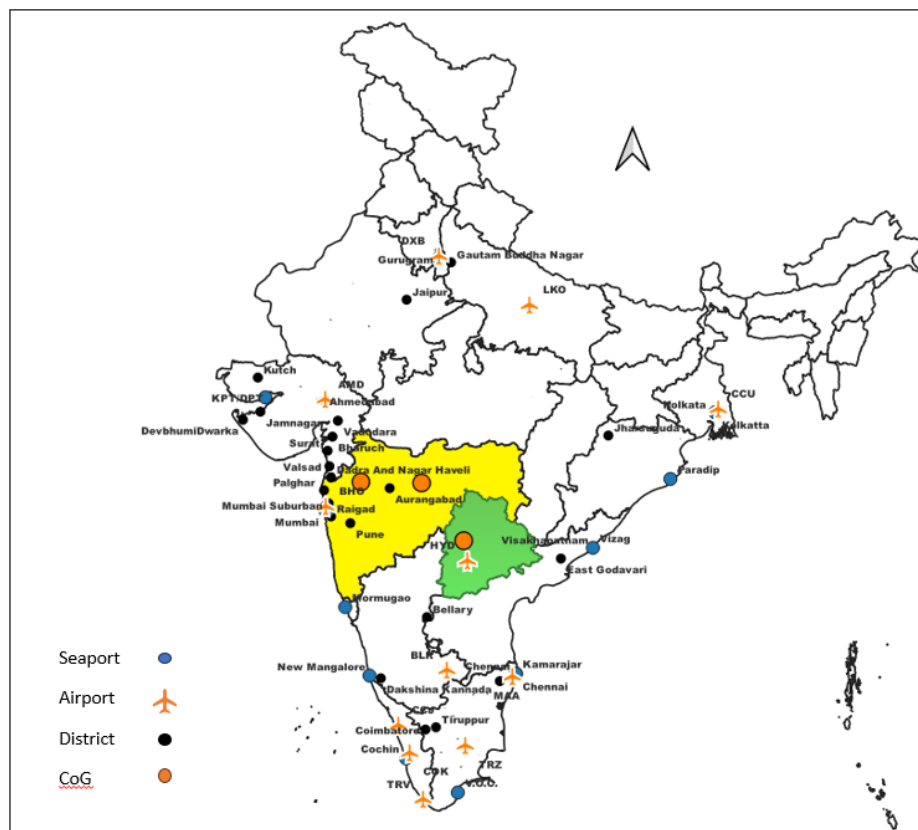 DXB
Gurugram
Gautam Buddha Nagar
LKO
Jaipur
Kutch
AMD
KPT/DPT
Ahmedabad
CCU
Kolkata
Kolkatta
Jamnagar
DevbhumiDwarka
Vadodara
Surat
Bharuch
Jharsuguda
Valsad
Dadra And Nagar Haveli
Paradip
Palghar
BHO
Aurangabad
Mumbai Suburban
Raigad
Mumbai
Pune
HYD
Visakhapatnam
Vizag
East Godavari
Mormugao
Bellary
BLR
Chennai
Kamarajar
New Mangalore
Dakshina Kannada
Chennai
MAA
Tiruppur
Coimbatore
Cochin
COK
TRZ
TRV
V.O.C.
Seaport
Airport
District
CoG